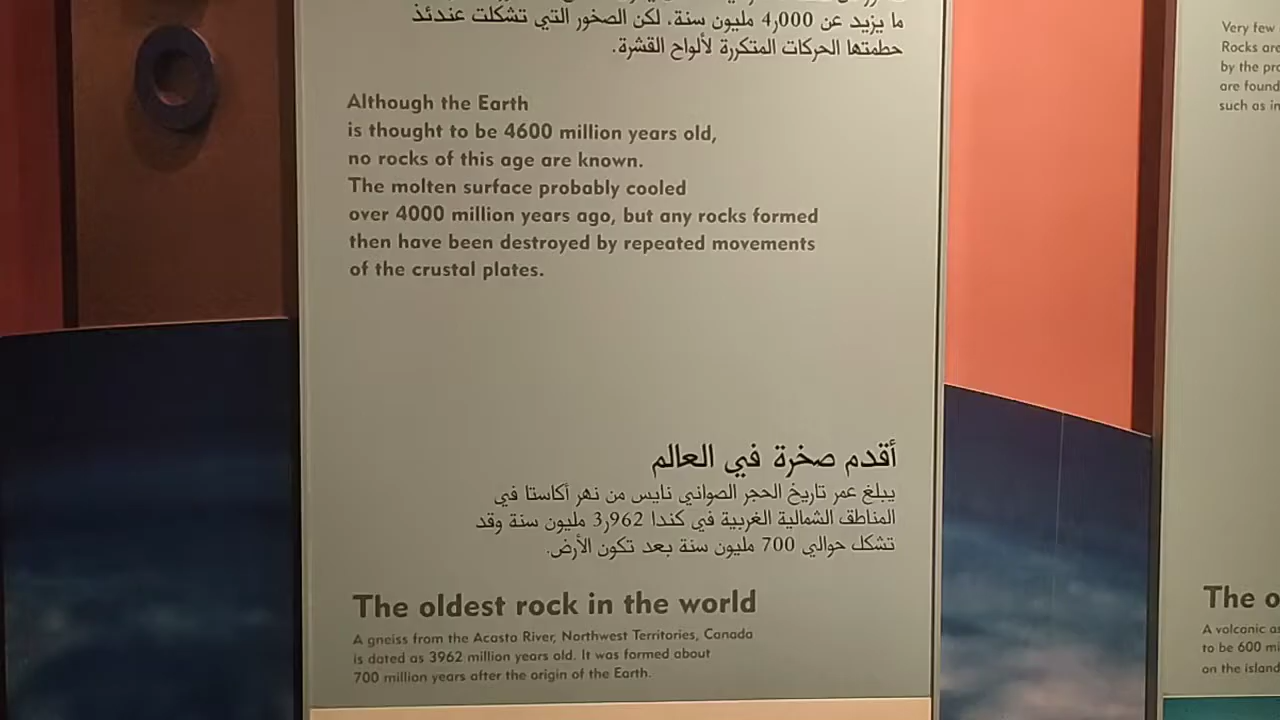 ما يزيد عن 4,000 مليون سنة، لكن الصخور التي تشكلت عندئذ
حطمتها الحركات المتكررة لألواح القشرة.
Although the Earth
is thought to be 4600 million years old,
no rocks of this age are known.
The molten surface probably cooled
over 4000 million years ago, but any rocks formed
then have been destroyed by repeated movements
of the crustal plates.
أقدم صخرة في العالم
يبلغ عمر تاريخ الحجر الصواني نايس من نهر أكاستا في
المناطق الشمالية الغربية في كندا 3,962 مليون سنة وقد
تشكل حوالي 700 مليون سنة بعد تكون الأرض.
The oldest rock in the world
A gneiss from the Acasta River, Northwest Territories, Canada
is dated as 3962 million years old. It was formed about
700 million years after the origin of the Earth.
Very few
Rocks are
by the
are found
such as
The
A volcanic
to be 600
on the